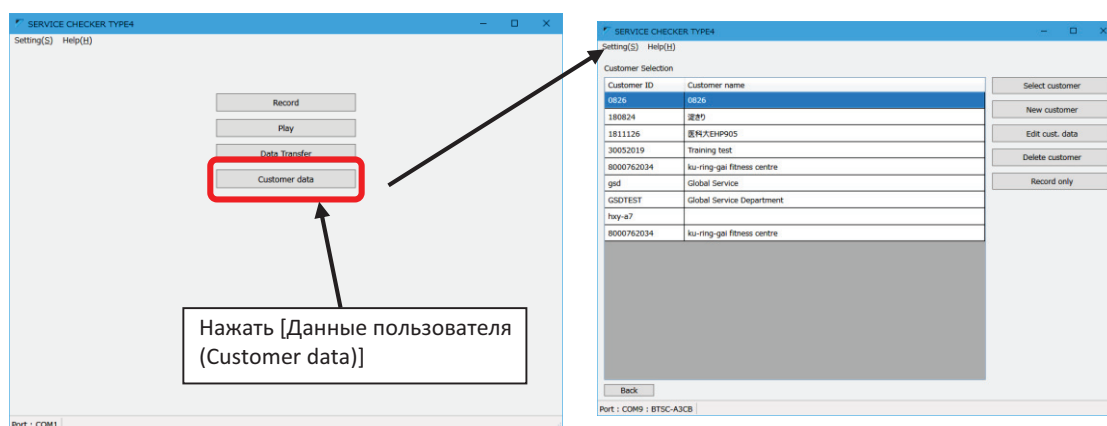 SERVICE CHECKER TYPE4
Setting(S) Help(H)
Record
Play
Data Transfer
Customer data
Нажать [Данные пользователя
(Customer data)]
Port : COM1
SERVICE CHECKER TYPE4
Setting(S) Help(H)
Customer Selection
Customer ID Customer name
0826 0826
180824 淀きり
1811126 医科大EHP905
30052019 Training test
8000762034 ku-ring-gai fitness centre
gsd Global Service
GSDTEST Global Service Department
hxy-a7
8000762034 ku-ring-gai fitness centre
Select customer
New customer
Edit cust. data
Delete customer
Record only
Back
Port : COM9 : BTSC-A3CB